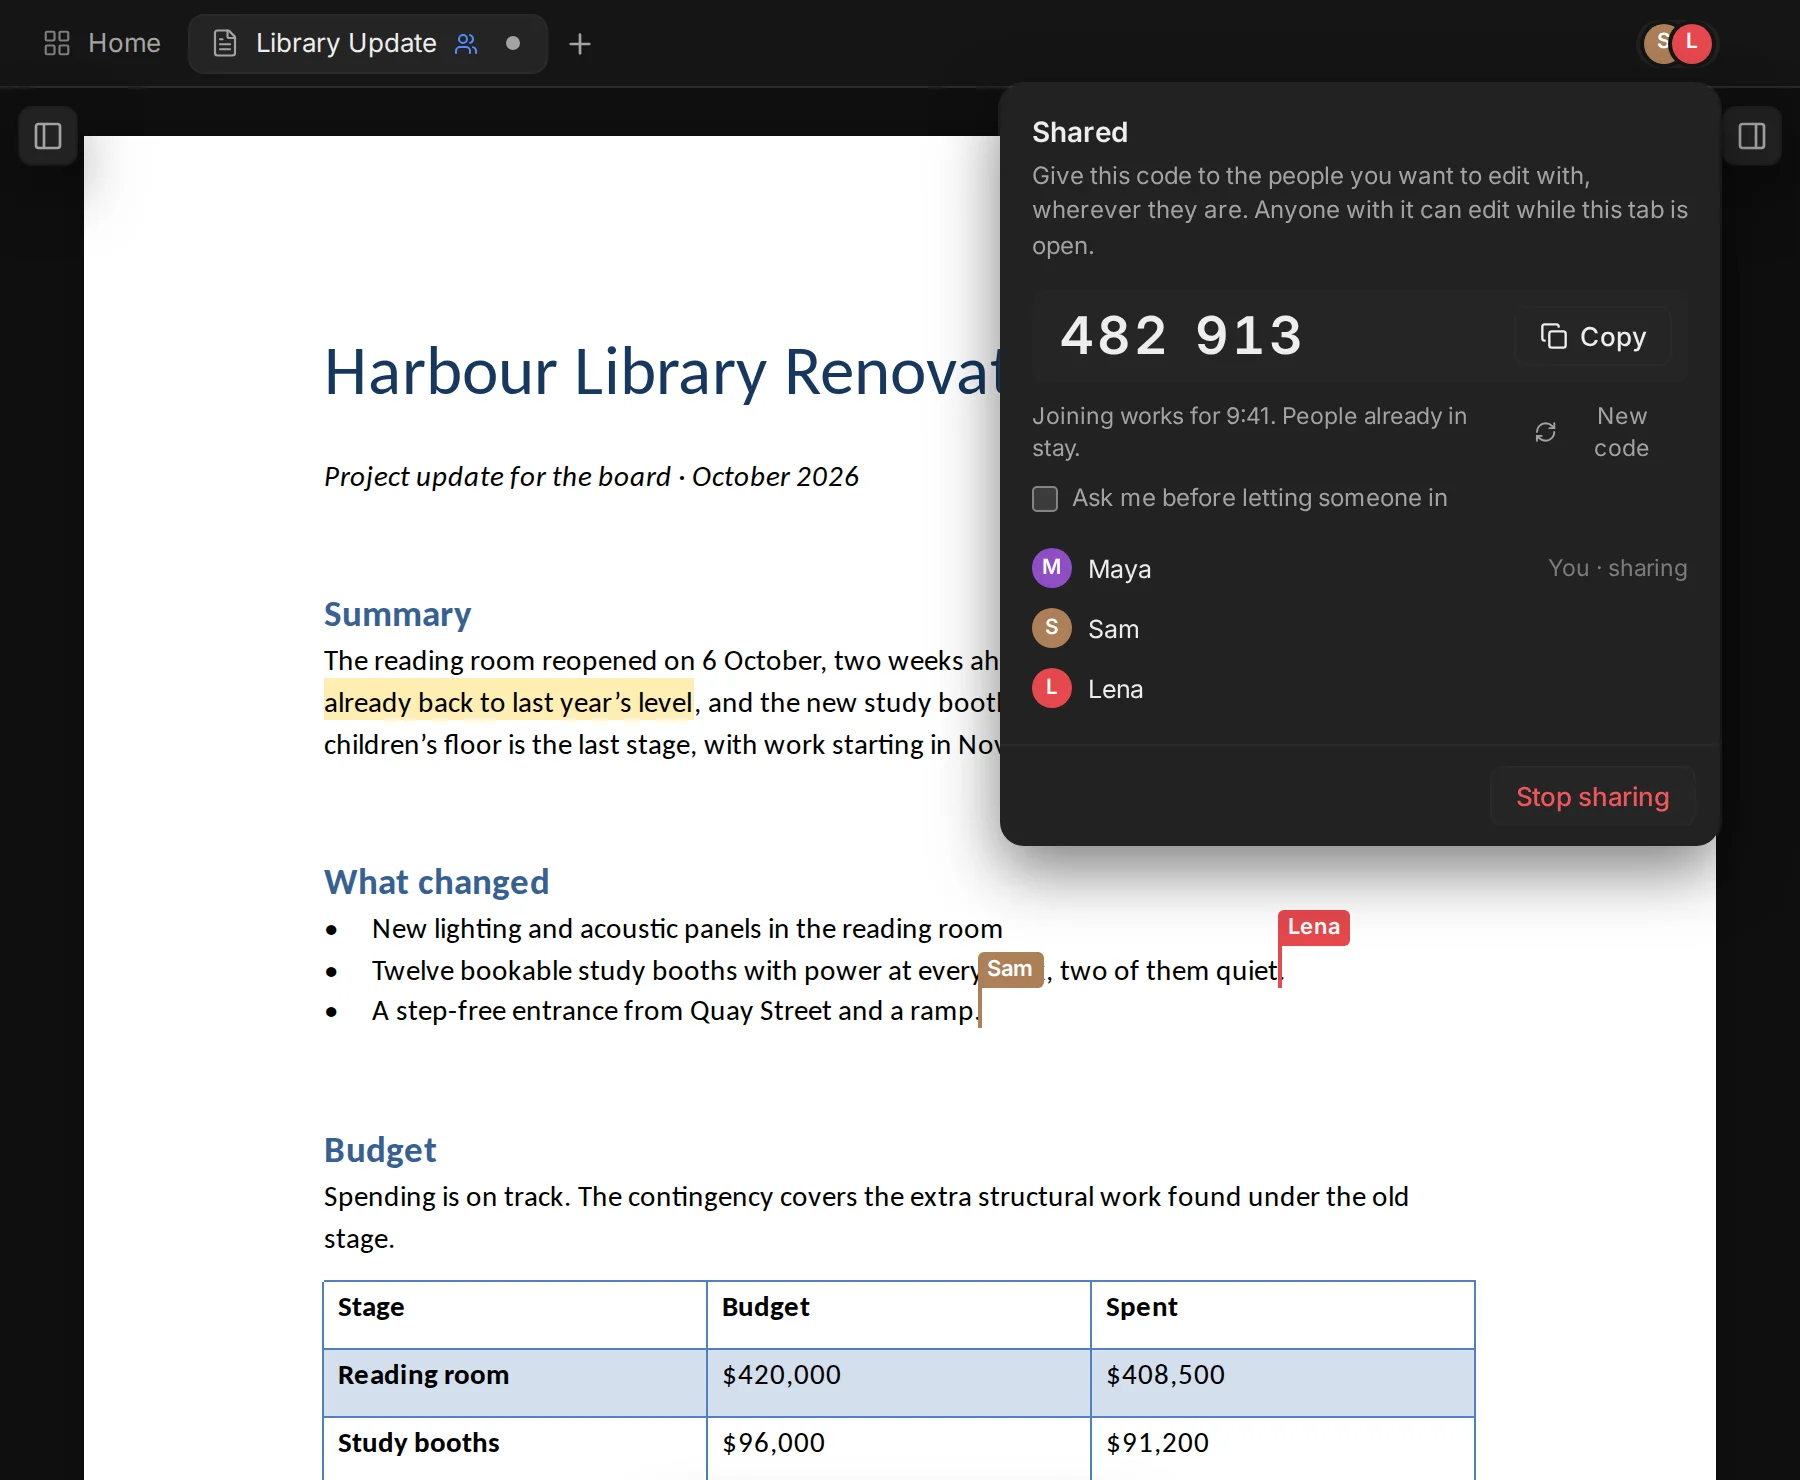 Home
Library Update
S L
Shared
Give this code to the people you want to edit with,
wherever they are. Anyone with it can edit while this tab is
open.
482 913
Copy
Joining works for 9:41. People already in
stay.
New
code
Ask me before letting someone in
M Maya You · sharing
S Sam
L Lena
Stop sharing
Harbour Library
Project update for the board · October 2026
Summary
The reading room reopened on 6 October, two weeks
already back to last year’s level, and the new study
children’s floor is the last stage, with work starting in
What changed
• New lighting and acoustic panels in the reading room
Lena
• Twelve bookable study booths with power at every , two of them quiet.
Sam
• A step-free entrance from Quay Street and a ramp.
Budget
Spending is on track. The contingency covers the extra structural work found under the old
stage.
Stage Budget Spent
Reading room $420,000 $408,500
Study booths $96,000 $91,200